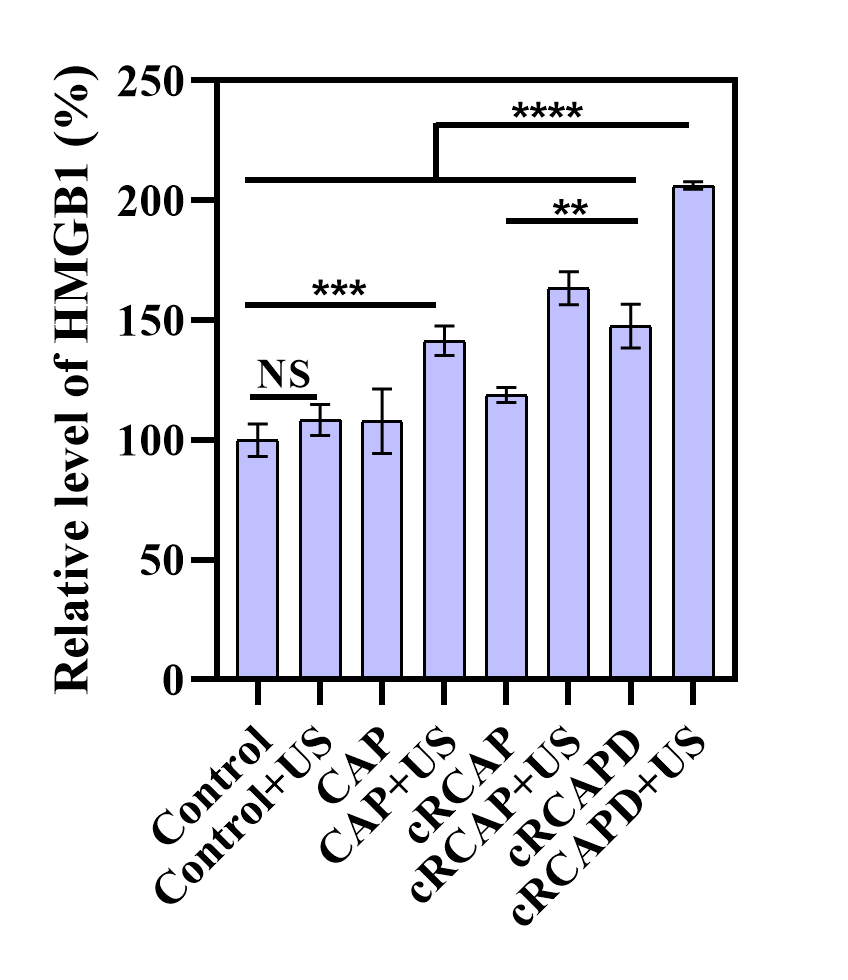 Relative level of HMGB1 (%)
250
200
150
100
50
0
****
**
***
NS
Control
Control+US
CAP
CAP+US
cRCAP
cRCAP+US
cRCAPD
cRCAPD+US